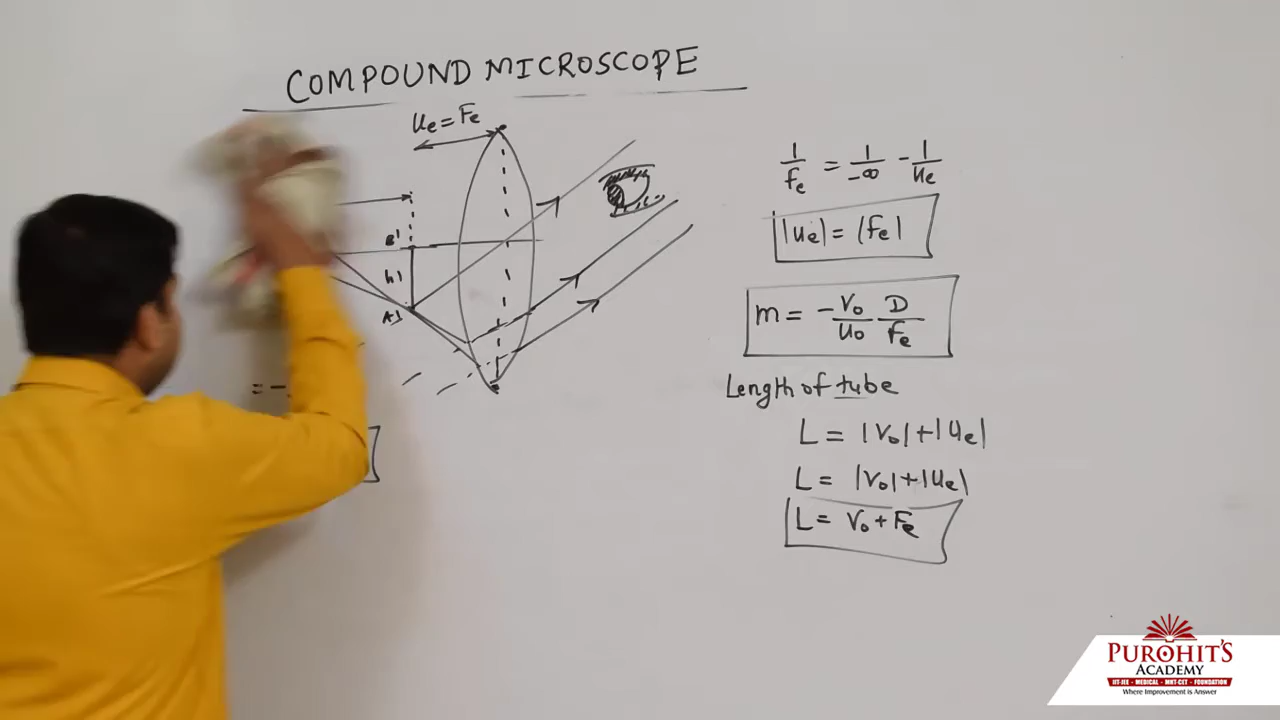 COMPOUND MICROSCOPE
ue = Fe
B'
h'
A'
1/fe = 1/-∞ - 1/ue
|ue| = |fe|
m = - vo/uo D/fe
Length of tube
L = |vo| + |ue|
L = |vo| + |ue|
L = vo + Fe
= -
PUROHIT'S
ACADEMY
IIT-JEE - MEDICAL - MHT-CET - FOUNDATION
Where Improvement is Always